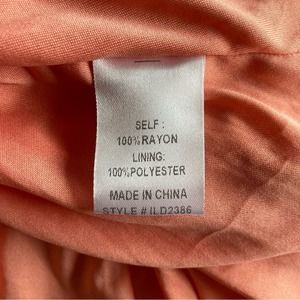 SELF :
100%RAYON
LINING:
100%POLYESTER
MADE IN CHINA
STYLE # ILD2386